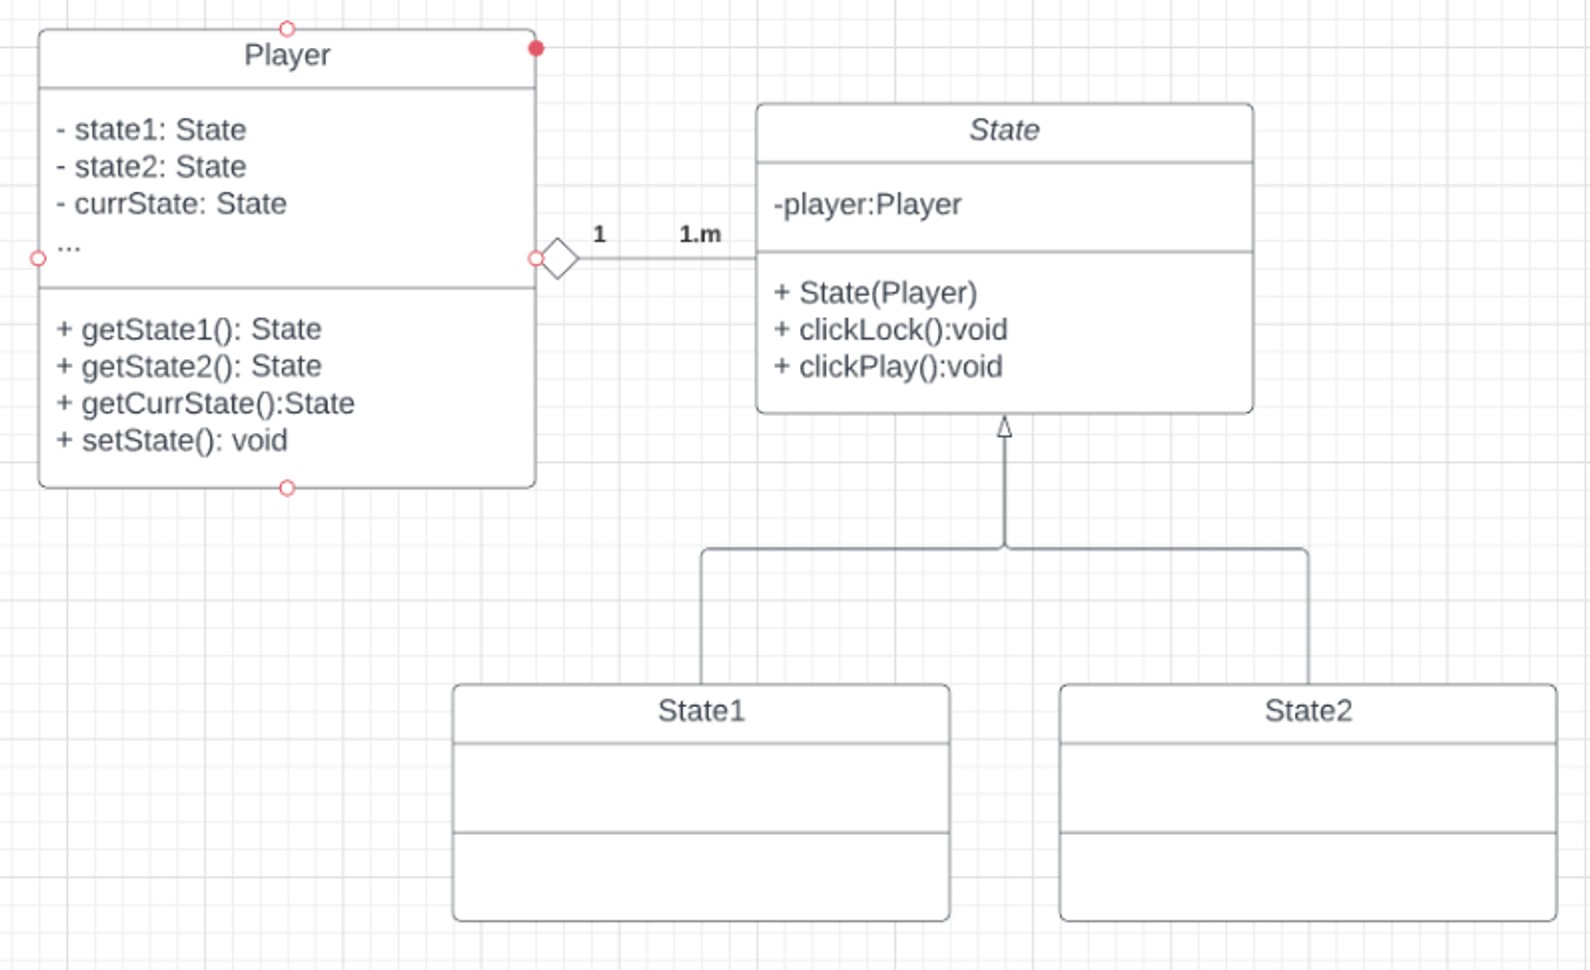 Player
- state1: State
- state2: State
- currState: State
...
+ getState1(): State
+ getState2(): State
+ getCurrState():State
+ setState(): void
1
1.m
State
-player:Player
+ State(Player)
+ clickLock():void
+ clickPlay():void
State1
State2